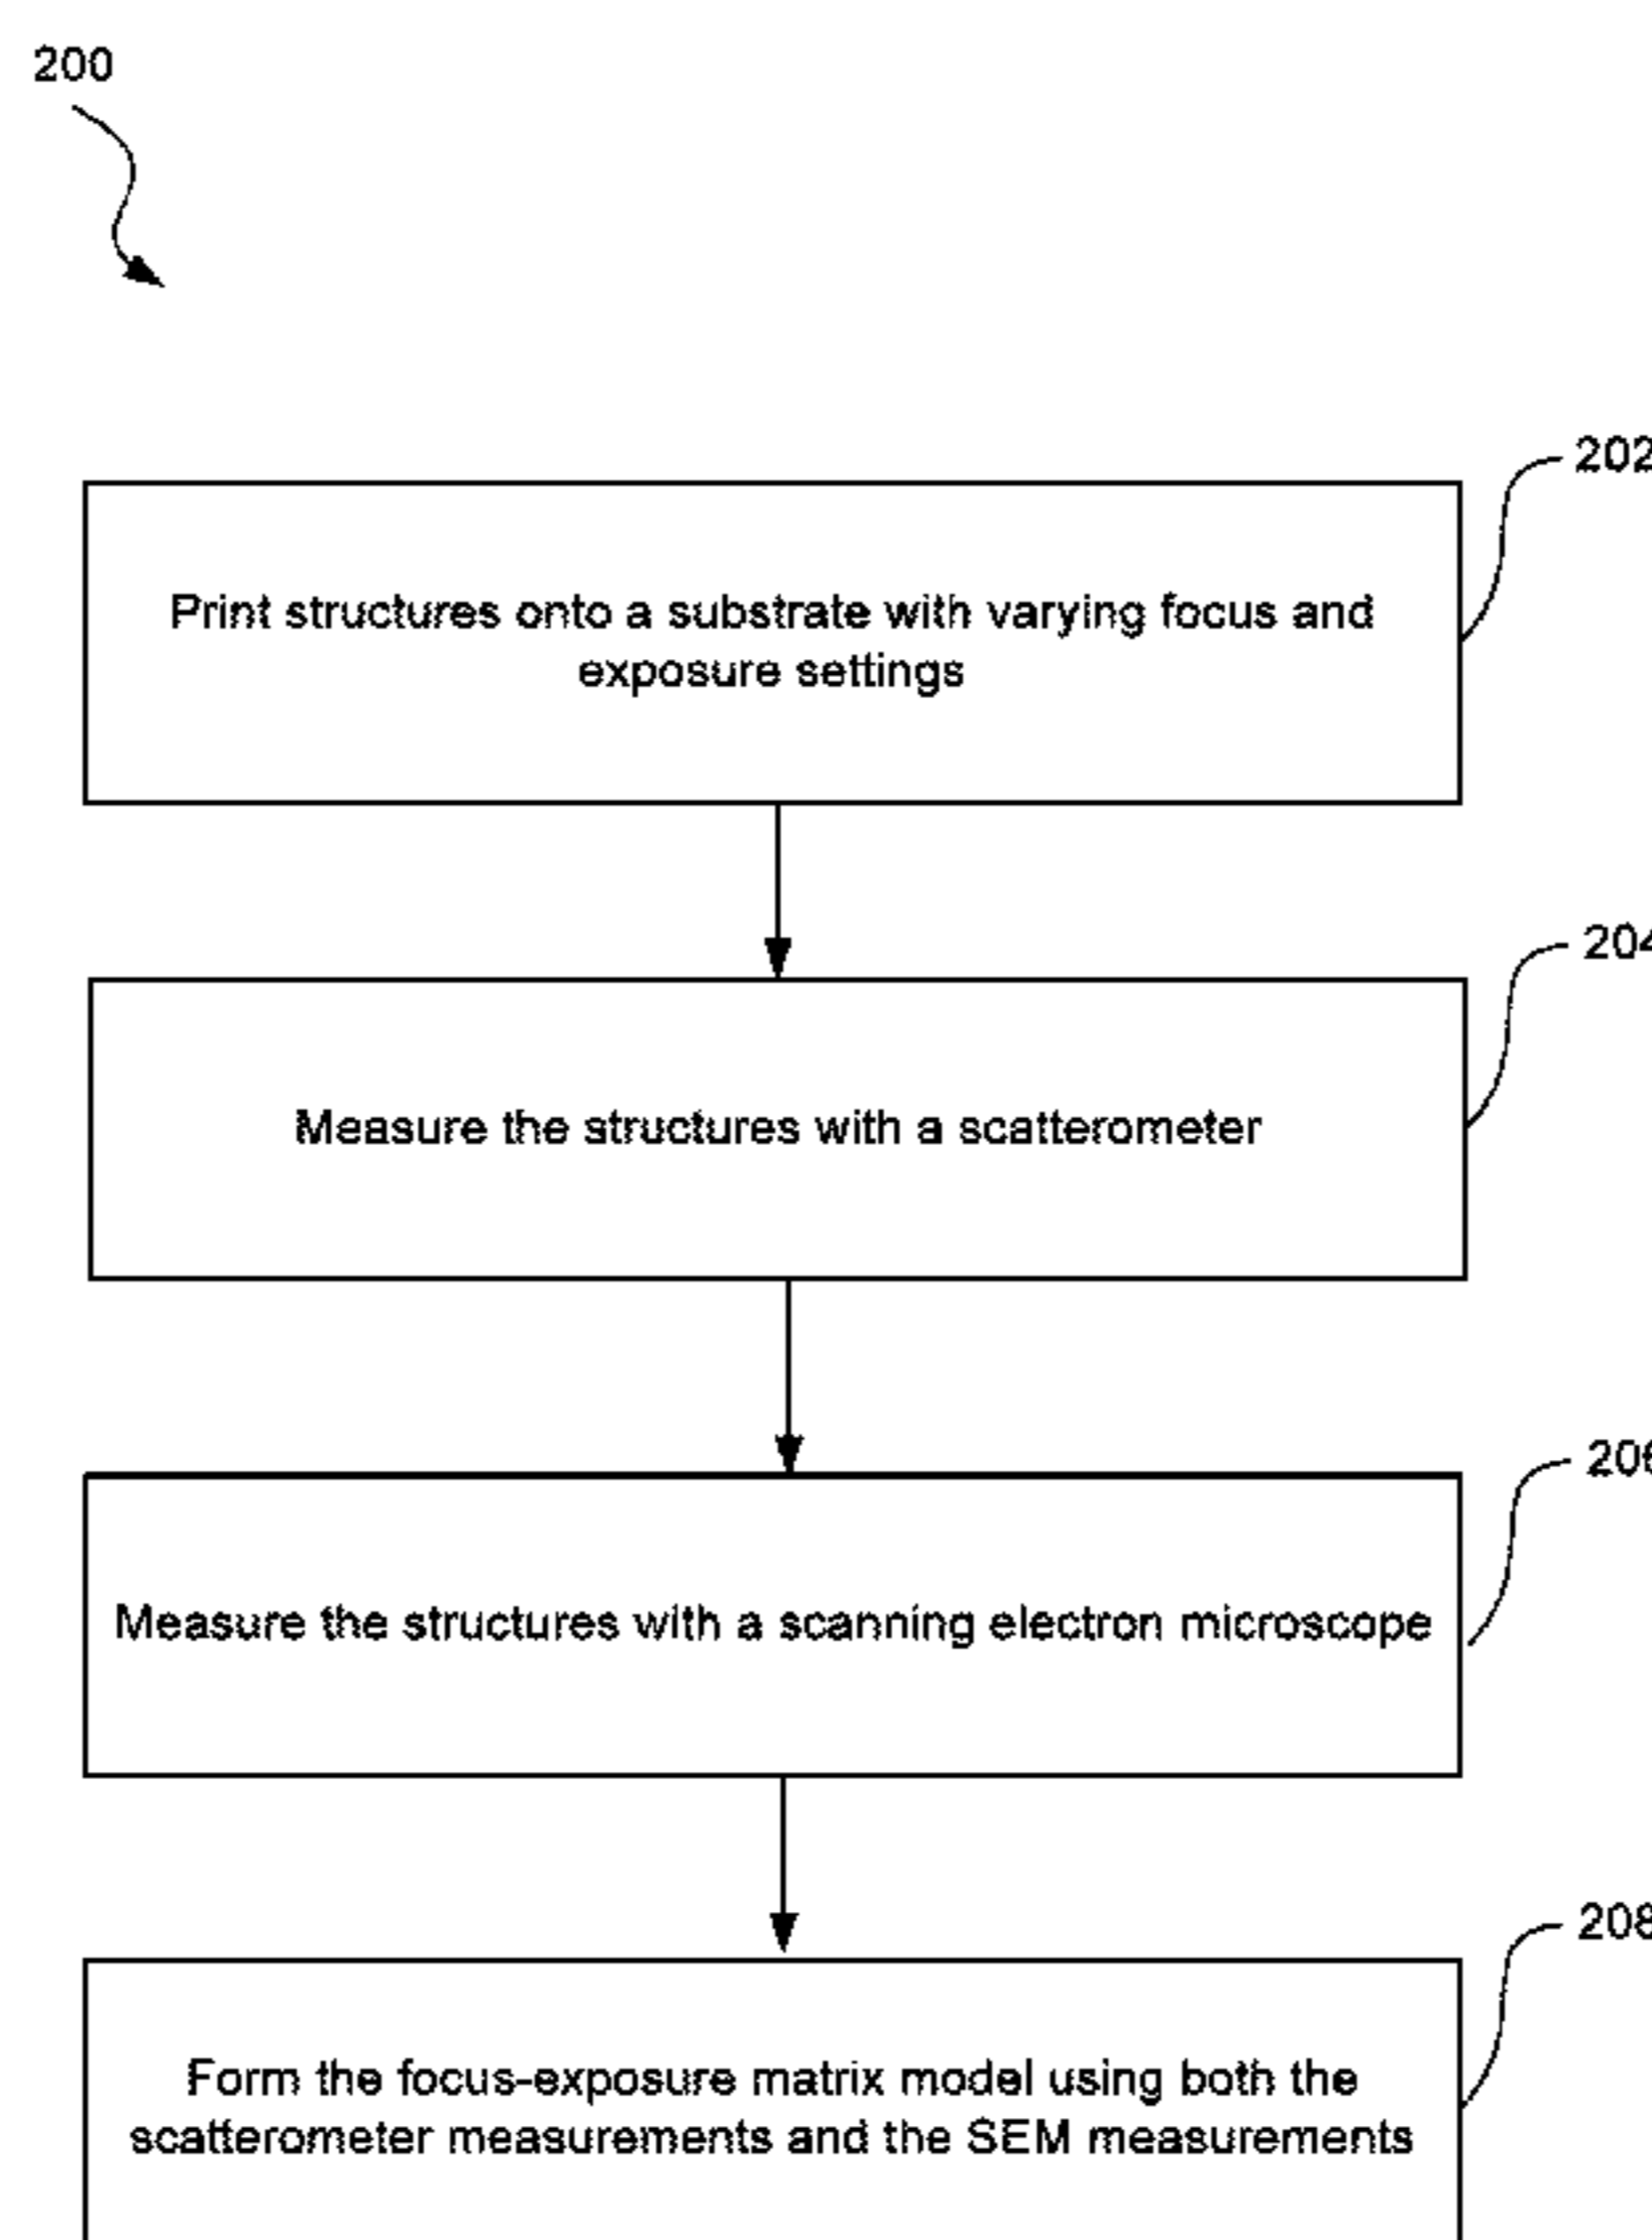 200
202
Print structures onto a substrate with varying focus and
exposure settings
204
Measure the structures with a scatterometer
206
Measure the structures with a scanning electron microscope
208
Form the focus-exposure matrix model using both the
scatterometer measurements and the SEM measurements